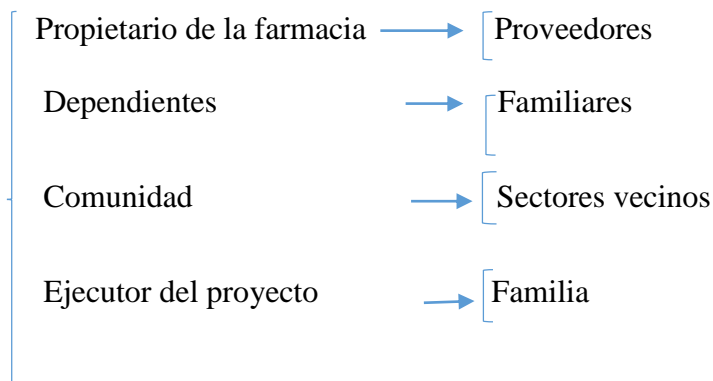 Propietario de la farmacia Proveedores
Dependientes Familiares
Comunidad Sectores vecinos
Ejecutor del proyecto Familia